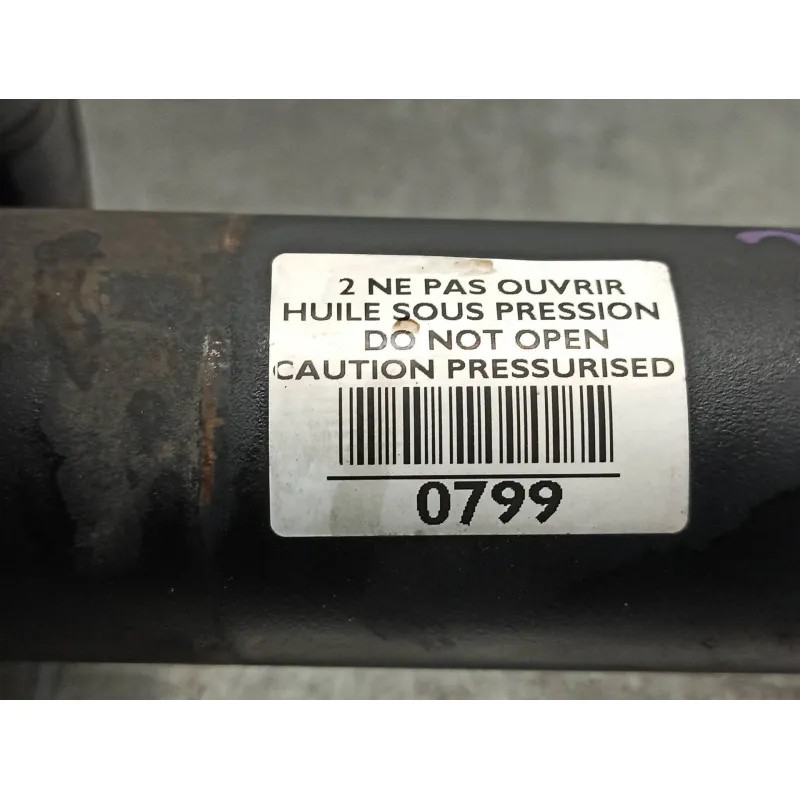 2 NE PAS OUVRIR
HUILE SOUS PRESSION
DO NOT OPEN
CAUTION PRESSURISED
0799